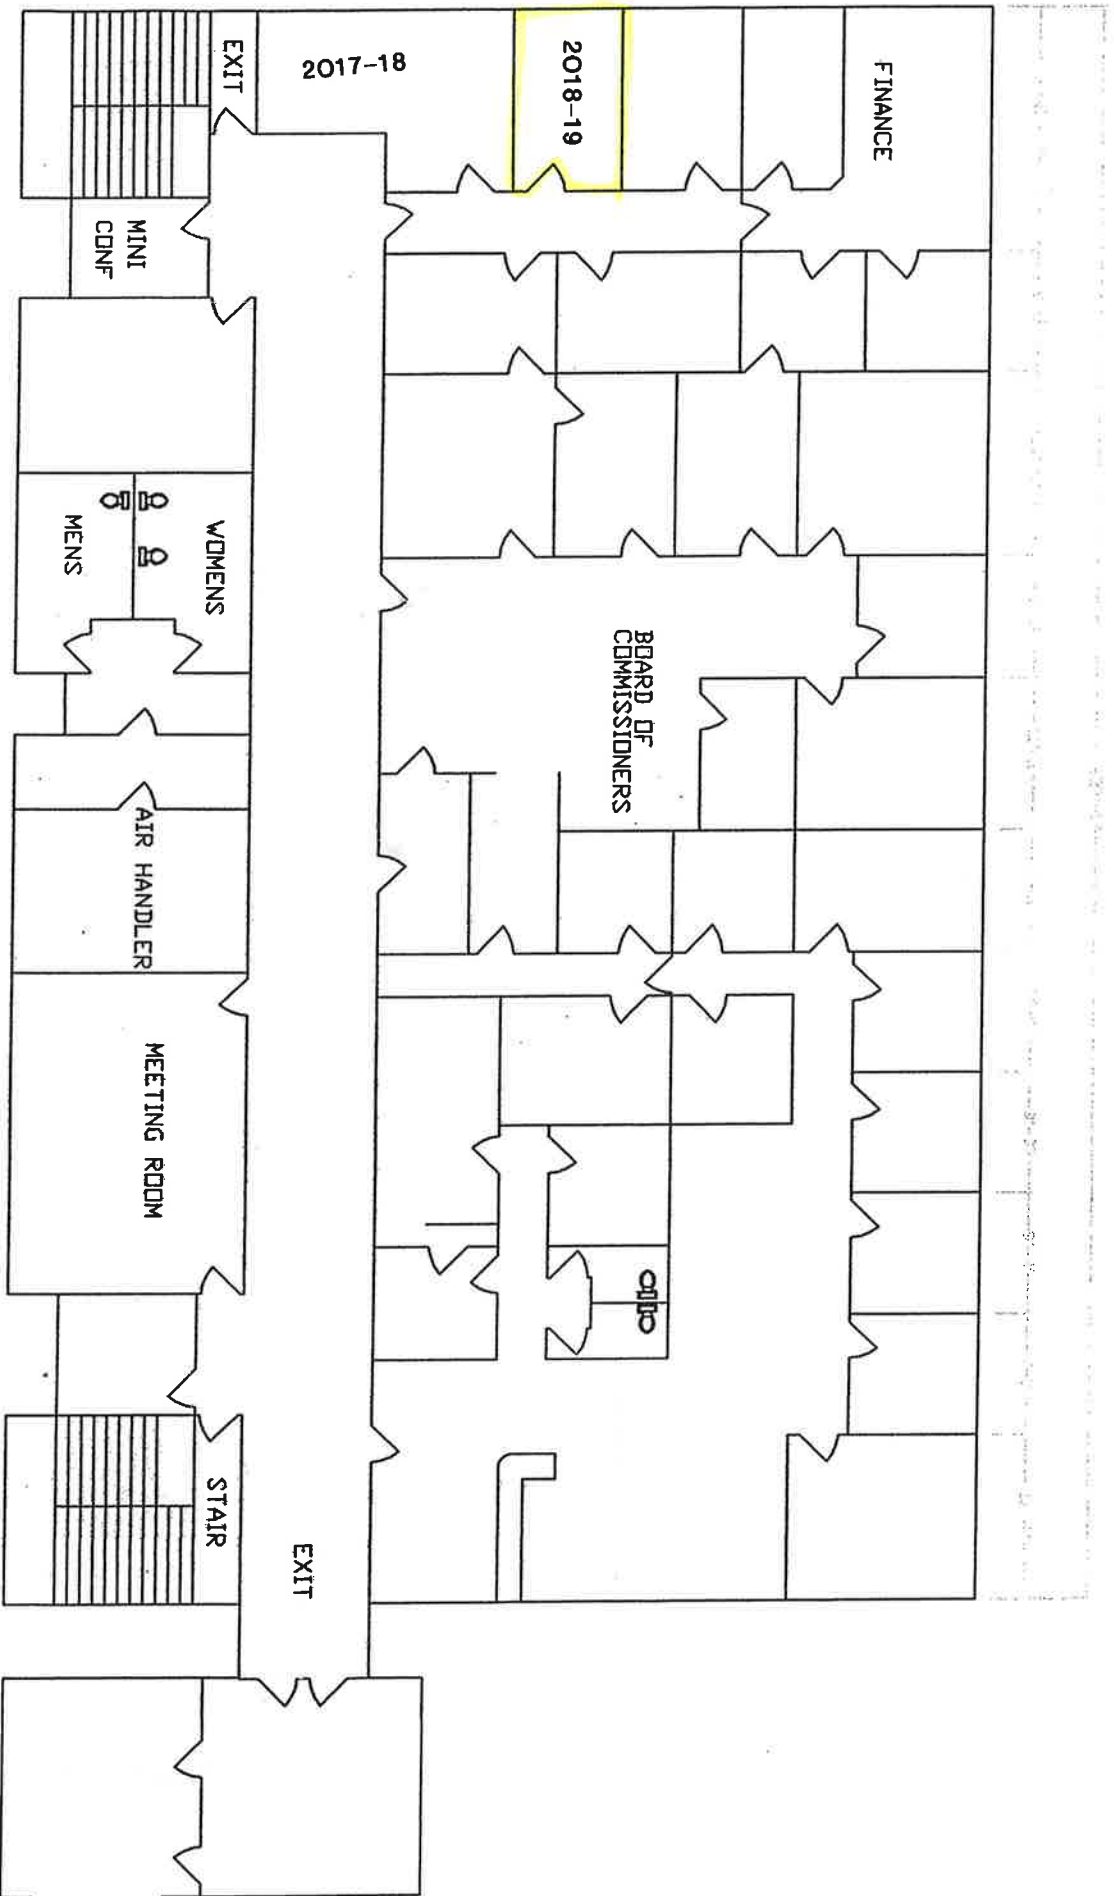 EXIT
2017-18
2018-19
FINANCE
MINI
CONF
MENS
WOMENS
BOARD OF
COMMISSIONERS
AIR HANDLER
MEETING ROOM
STAIR
EXIT